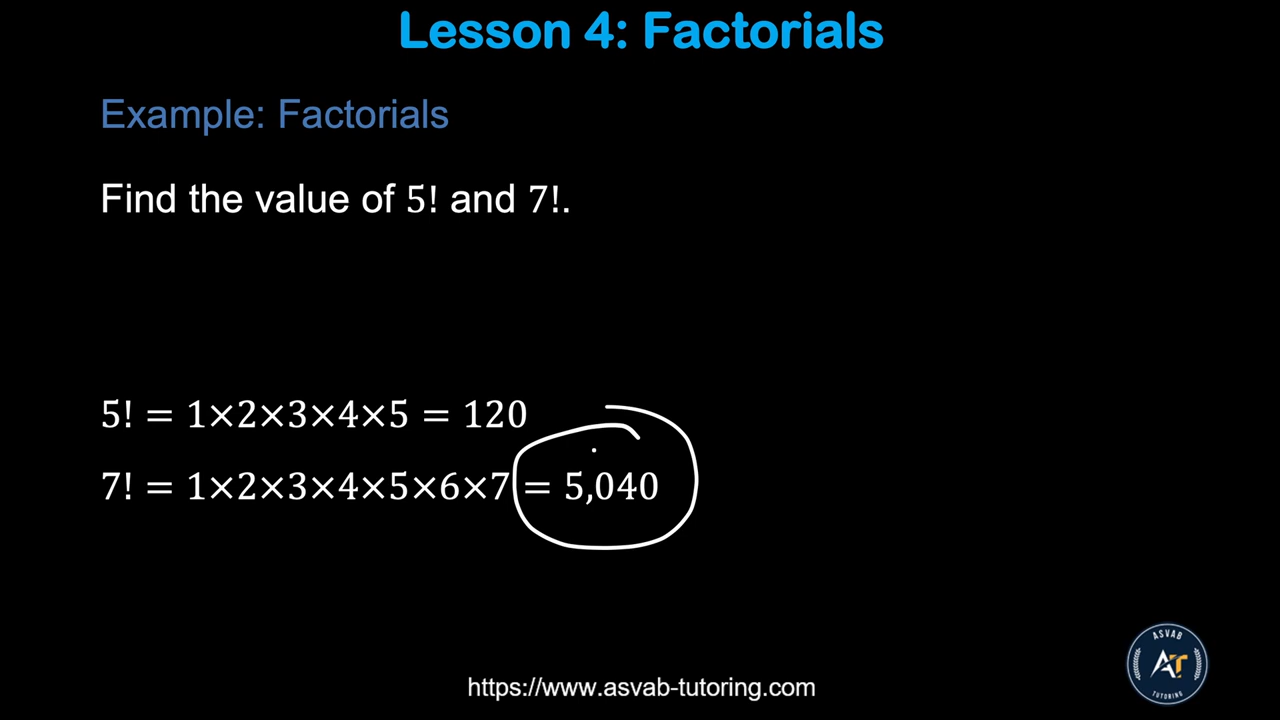 Lesson 4: Factorials
Example: Factorials
Find the value of 5! and 7!.
5! = 1×2×3×4×5 = 120
7! = 1×2×3×4×5×6×7 = 5,040
ASVAB
AT
TUTORING
https://www.asvab-tutoring.com